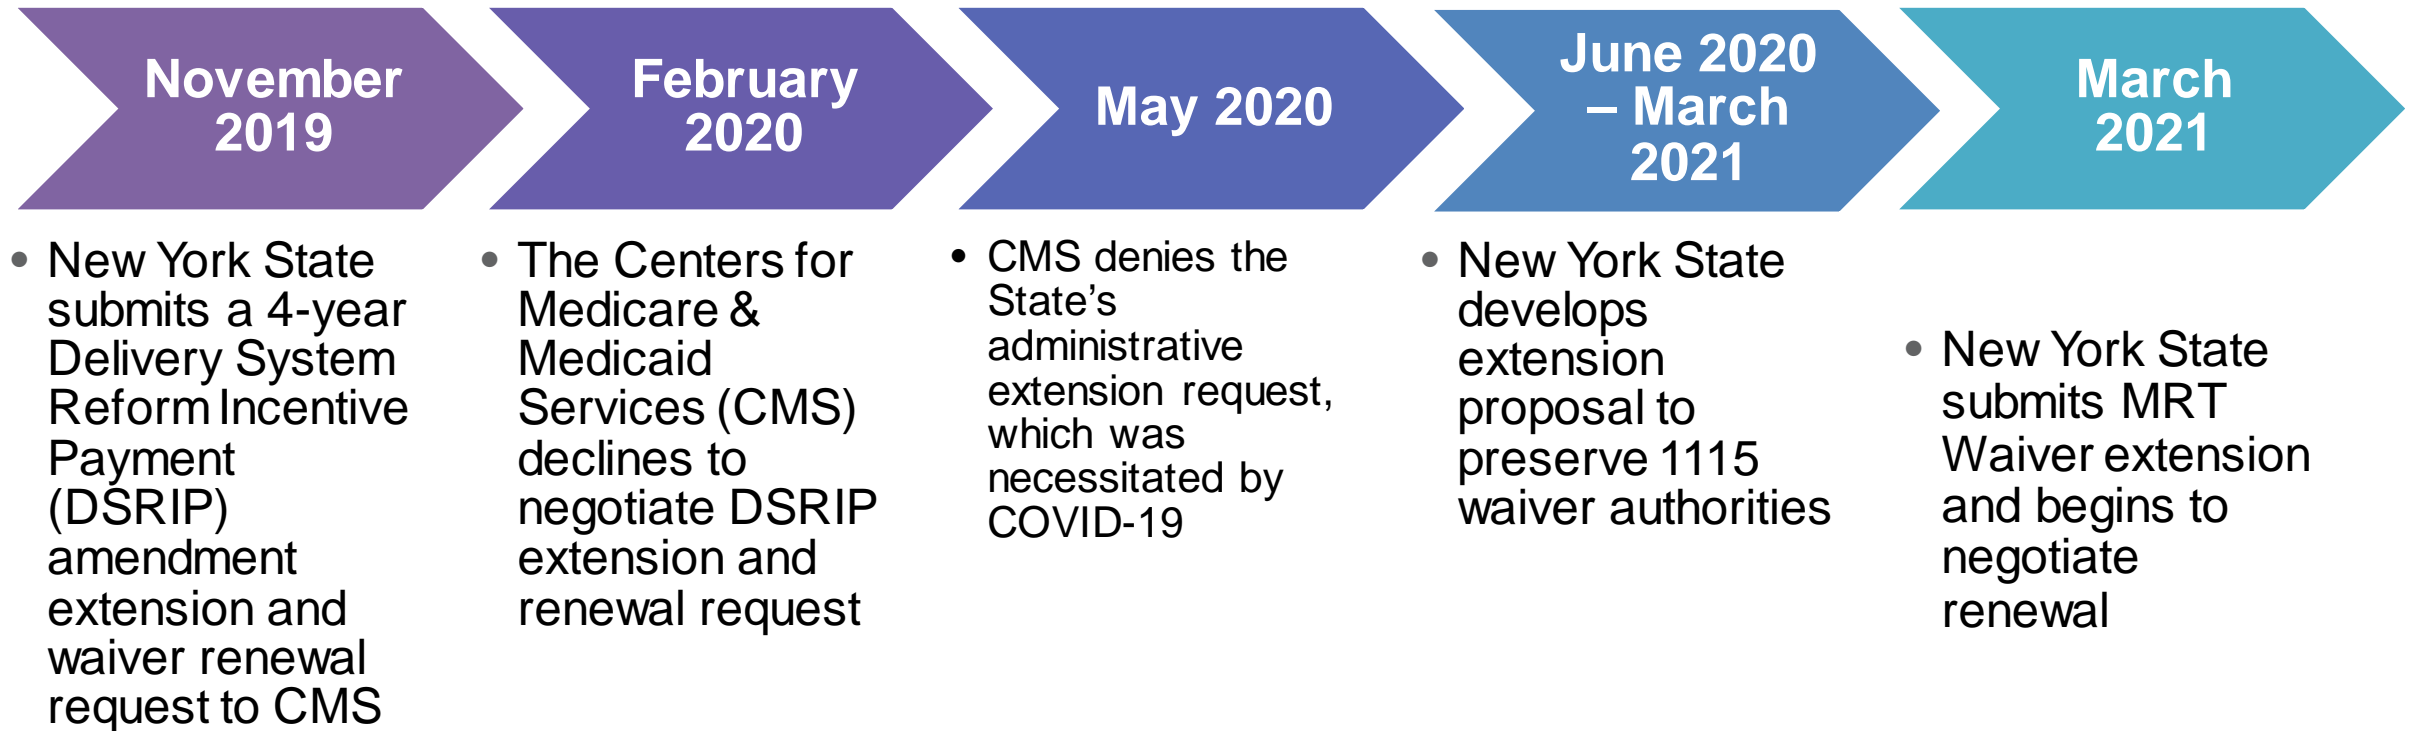 November
2019
• New York State
submits a 4-year
Delivery System
Reform Incentive
Payment
(DSRIP)
amendment
extension and
waiver renewal
request to CMS
February
2020
• The Centers for
Medicare &
Medicaid
Services (CMS)
declines to
negotiate DSRIP
extension and
renewal request
May 2020
• CMS denies the
State’s
administrative
extension request,
which was
necessitated by
COVID-19
June 2020
– March
2021
• New York State
develops
extension
proposal to
preserve 1115
waiver authorities
March
2021
• New York State
submits MRT
Waiver extension
and begins to
negotiate
renewal